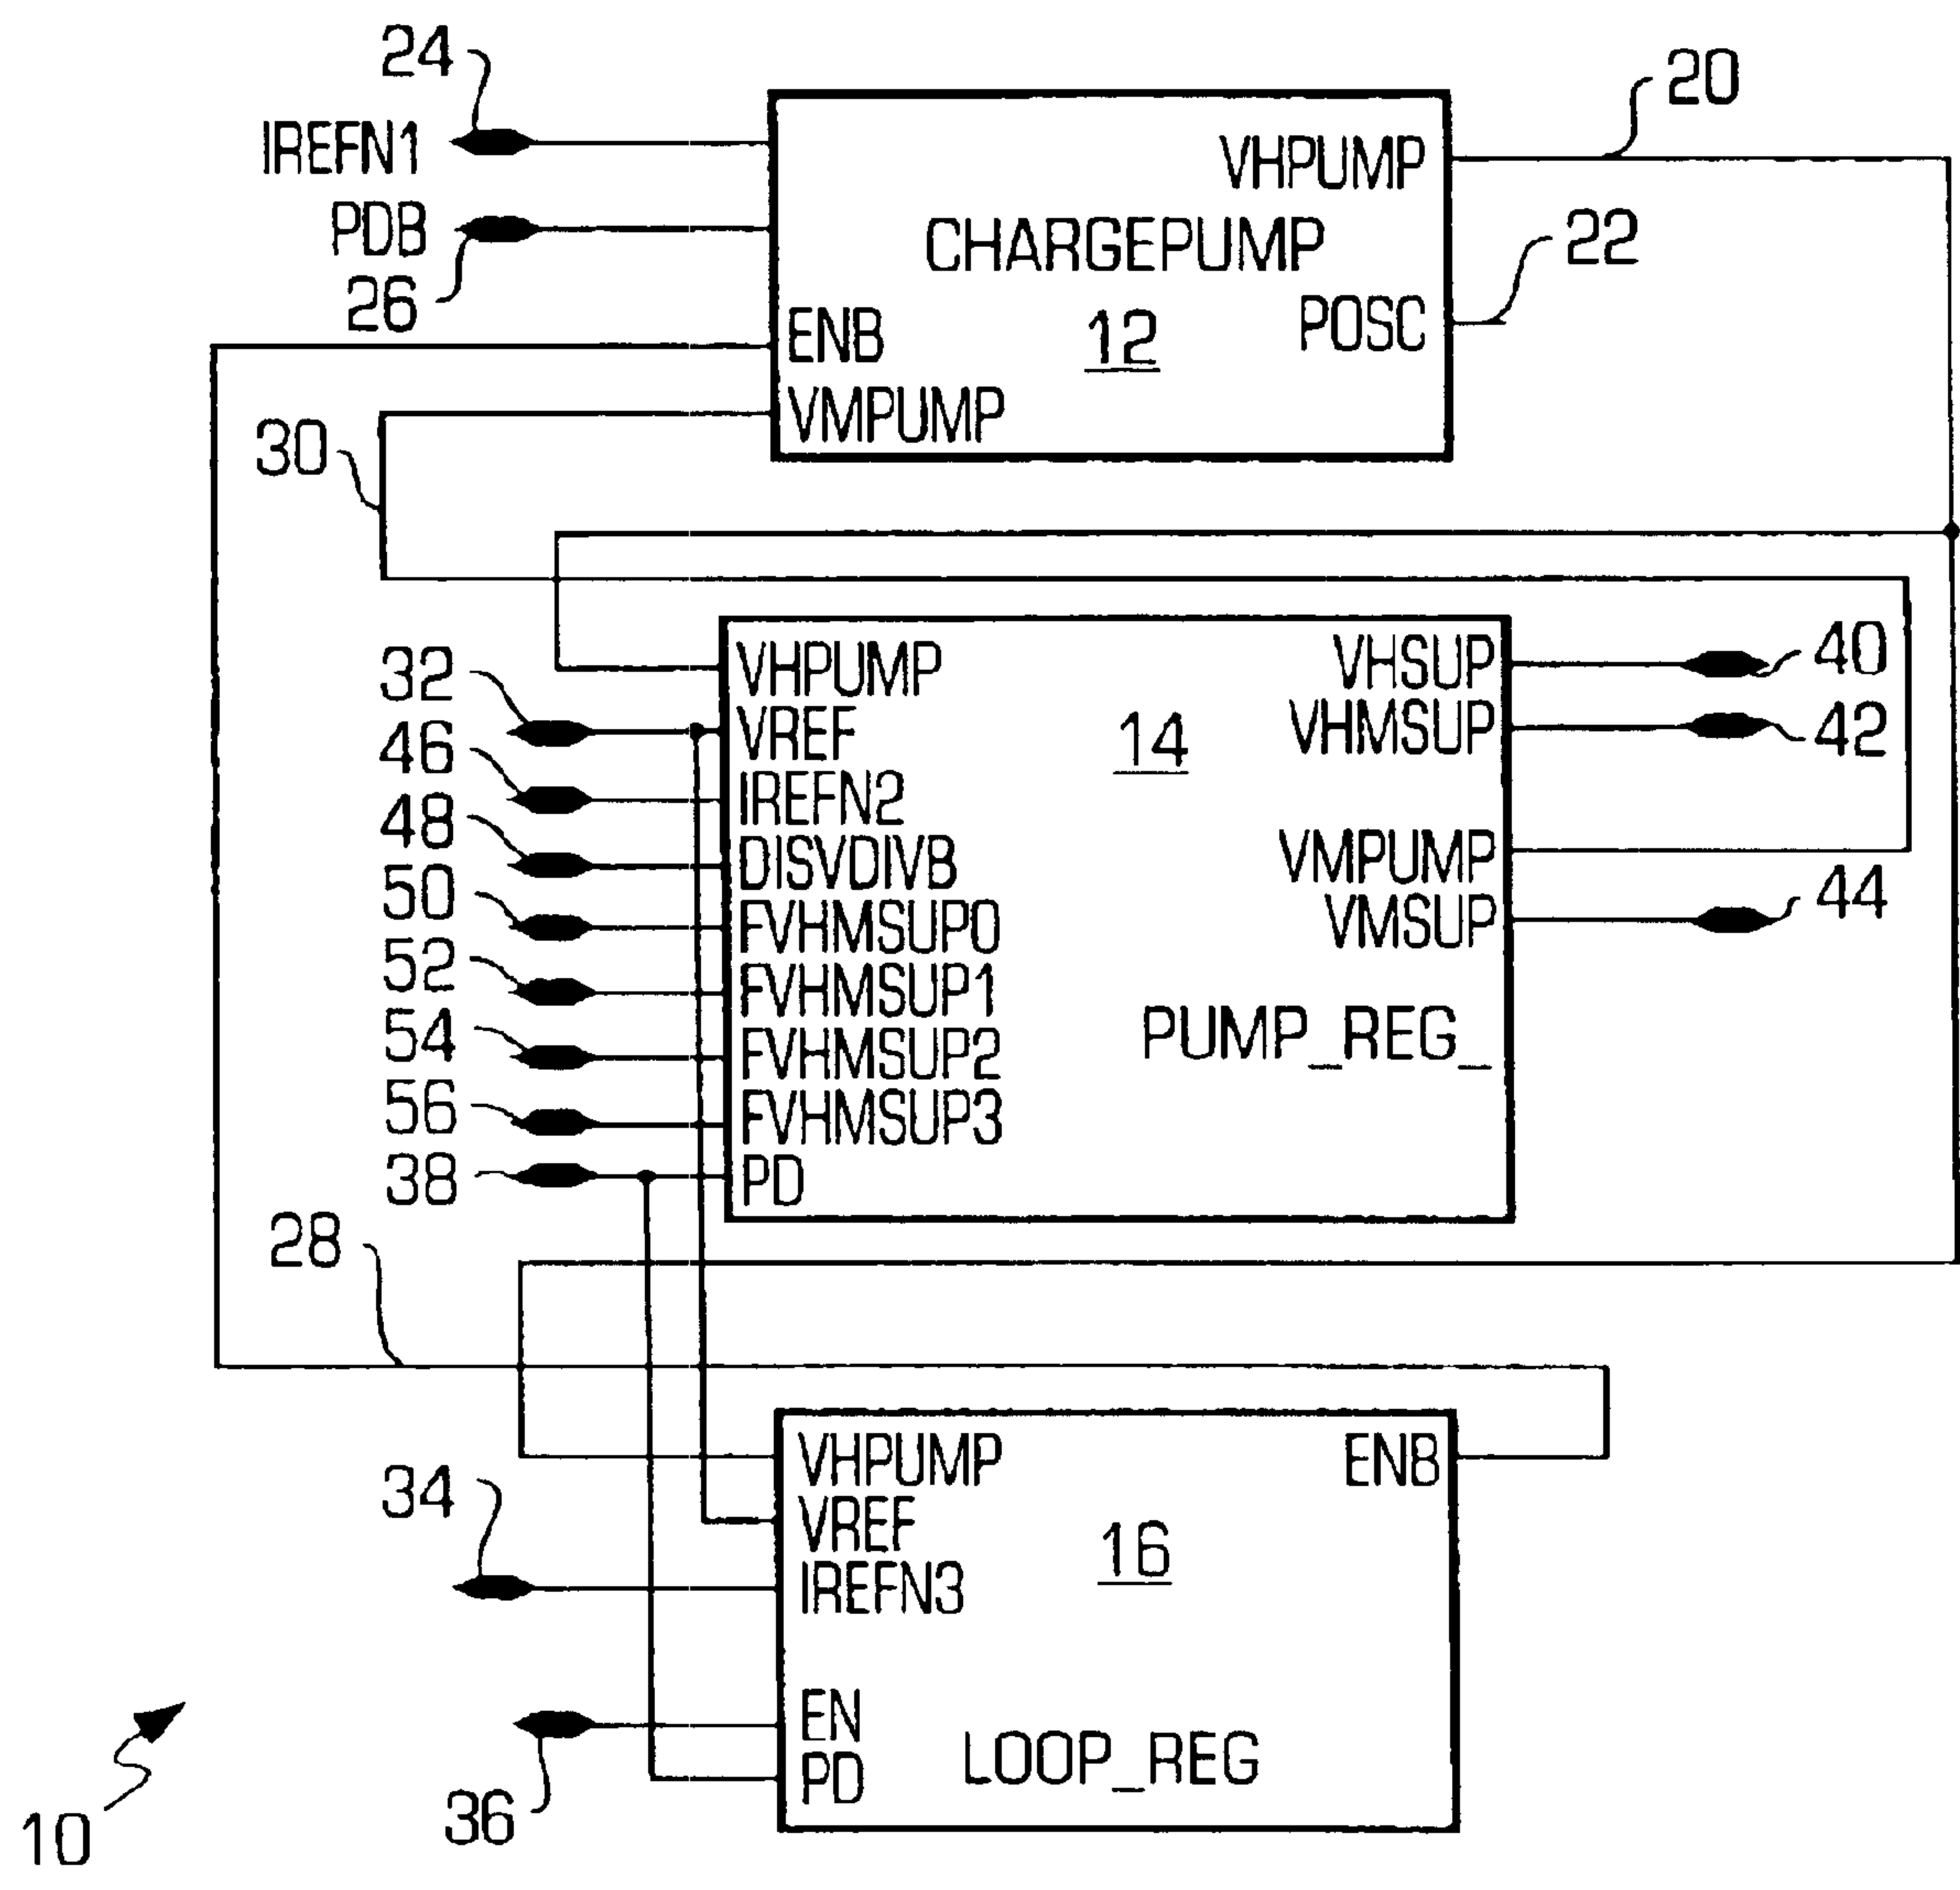 24
20
IREFN1
VHPUMP
PDB
CHARGEPUMP
22
26
ENB
12
POSC
VMPUMP
30
32
VHPUMP
VHSUP
40
46
VREF
14
VHMSUP
42
48
IREFN2
DISVDIVB
VMPUMP
50
FVHMSUP0
VMSUP
44
52
FVHMSUP1
54
FVHMSUP2
PUMP_REG_
56
FVHMSUP3
38
PD
28
VHPUMP
ENB
34
VREF
16
IREFN3
EN
LOOP_REG
PD
36
10